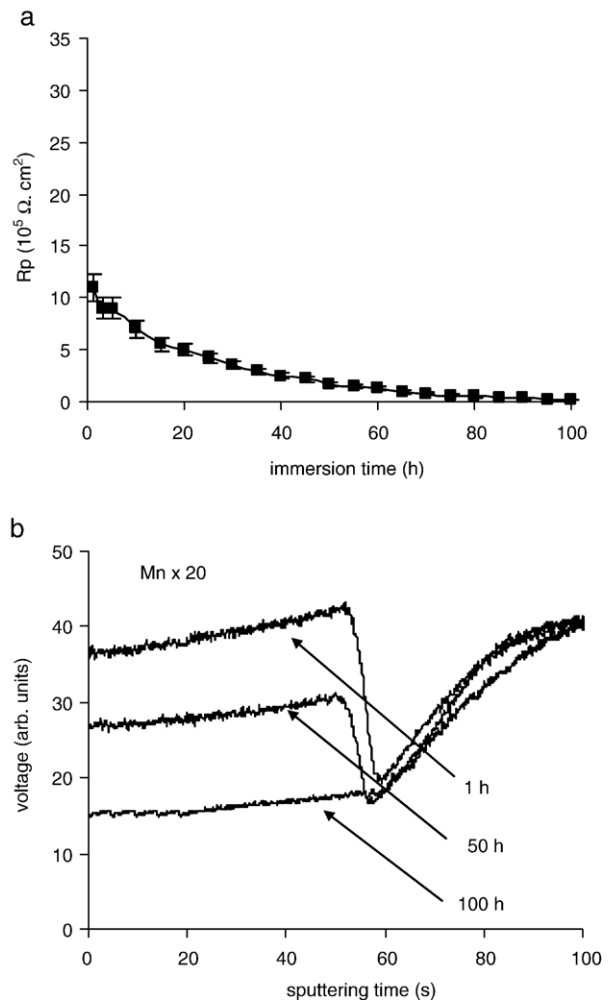 a
35
30
25
20
15
10
5
0
Rp (10⁵ Ω. cm²)
0 20 40 60 80 100
immersion time (h)
b
50
40
30
20
10
0
voltage (arb. units)
Mn x 20
1 h
50 h
100 h
0 20 40 60 80 100
sputtering time (s)